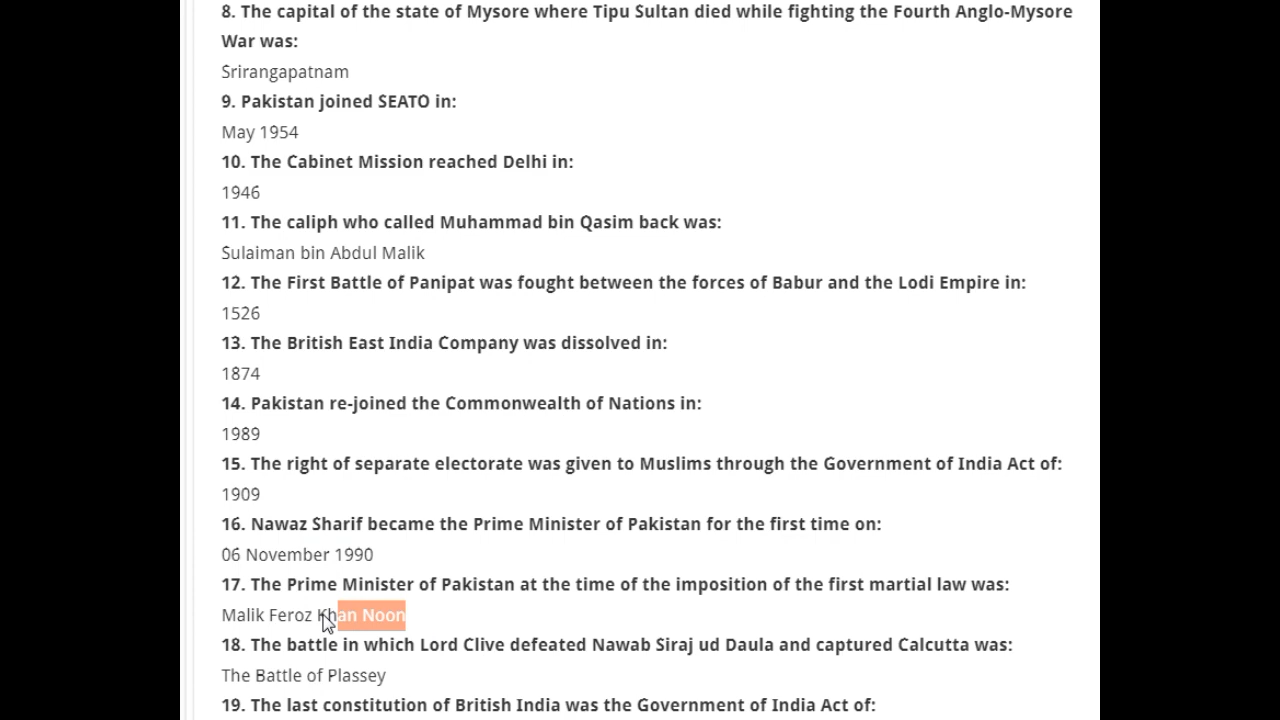 8. The capital of the state of Mysore where Tipu Sultan died while fighting the Fourth Anglo-Mysore
War was:
Srirangapatnam
9. Pakistan joined SEATO in:
May 1954
10. The Cabinet Mission reached Delhi in:
1946
11. The caliph who called Muhammad bin Qasim back was:
Sulaiman bin Abdul Malik
12. The First Battle of Panipat was fought between the forces of Babur and the Lodi Empire in:
1526
13. The British East India Company was dissolved in:
1874
14. Pakistan re-joined the Commonwealth of Nations in:
1989
15. The right of separate electorate was given to Muslims through the Government of India Act of:
1909
16. Nawaz Sharif became the Prime Minister of Pakistan for the first time on:
06 November 1990
17. The Prime Minister of Pakistan at the time of the imposition of the first martial law was:
Malik Feroz Khan Noon
18. The battle in which Lord Clive defeated Nawab Siraj ud Daula and captured Calcutta was:
The Battle of Plassey
19. The last constitution of British India was the Government of India Act of: